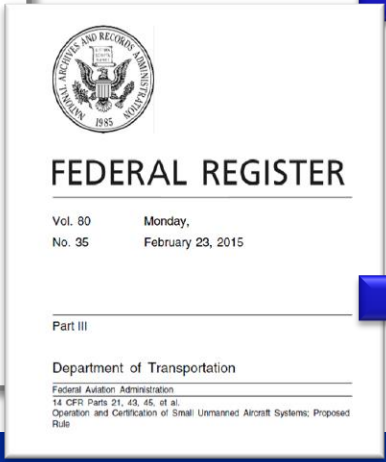 NATIONAL ARCHIVES AND RECORDS ADMINISTRATION
1985
FEDERAL REGISTER
Vol. 80 Monday,
No. 35 February 23, 2015
Part III
Department of Transportation
Federal Aviation Administration
14 CFR Parts 21, 43, 45, et al.
Operation and Certification of Small Unmanned Aircraft Systems; Proposed
Rule